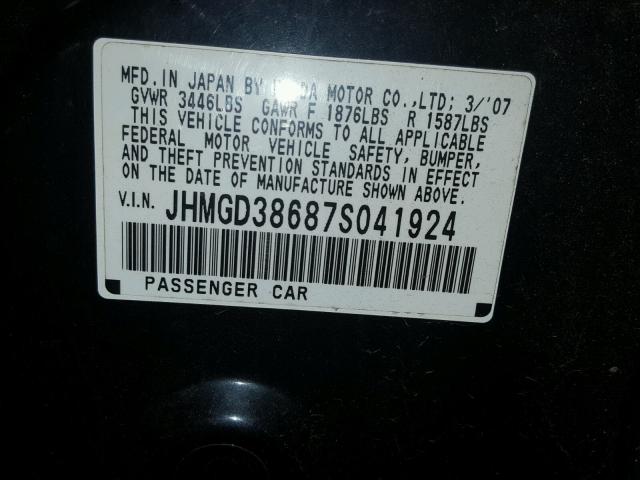 MFD. IN JAPAN BY DA MOTOR CO., LTD; 3/'07
GVWR 3446LBS GAWR F 1876LBS R 1587LBS
THIS VEHICLE CONFORMS TO ALL APPLICABLE
FEDERAL MOTOR VEHICLE SAFETY, BUMPER,
AND THEFT PREVENTION STANDARDS IN EFFECT
ON THE DATE OF MANUFACTURE SHOWN ABOVE.
V.I.N. JHMGD38687S041924
PASSENGER CAR